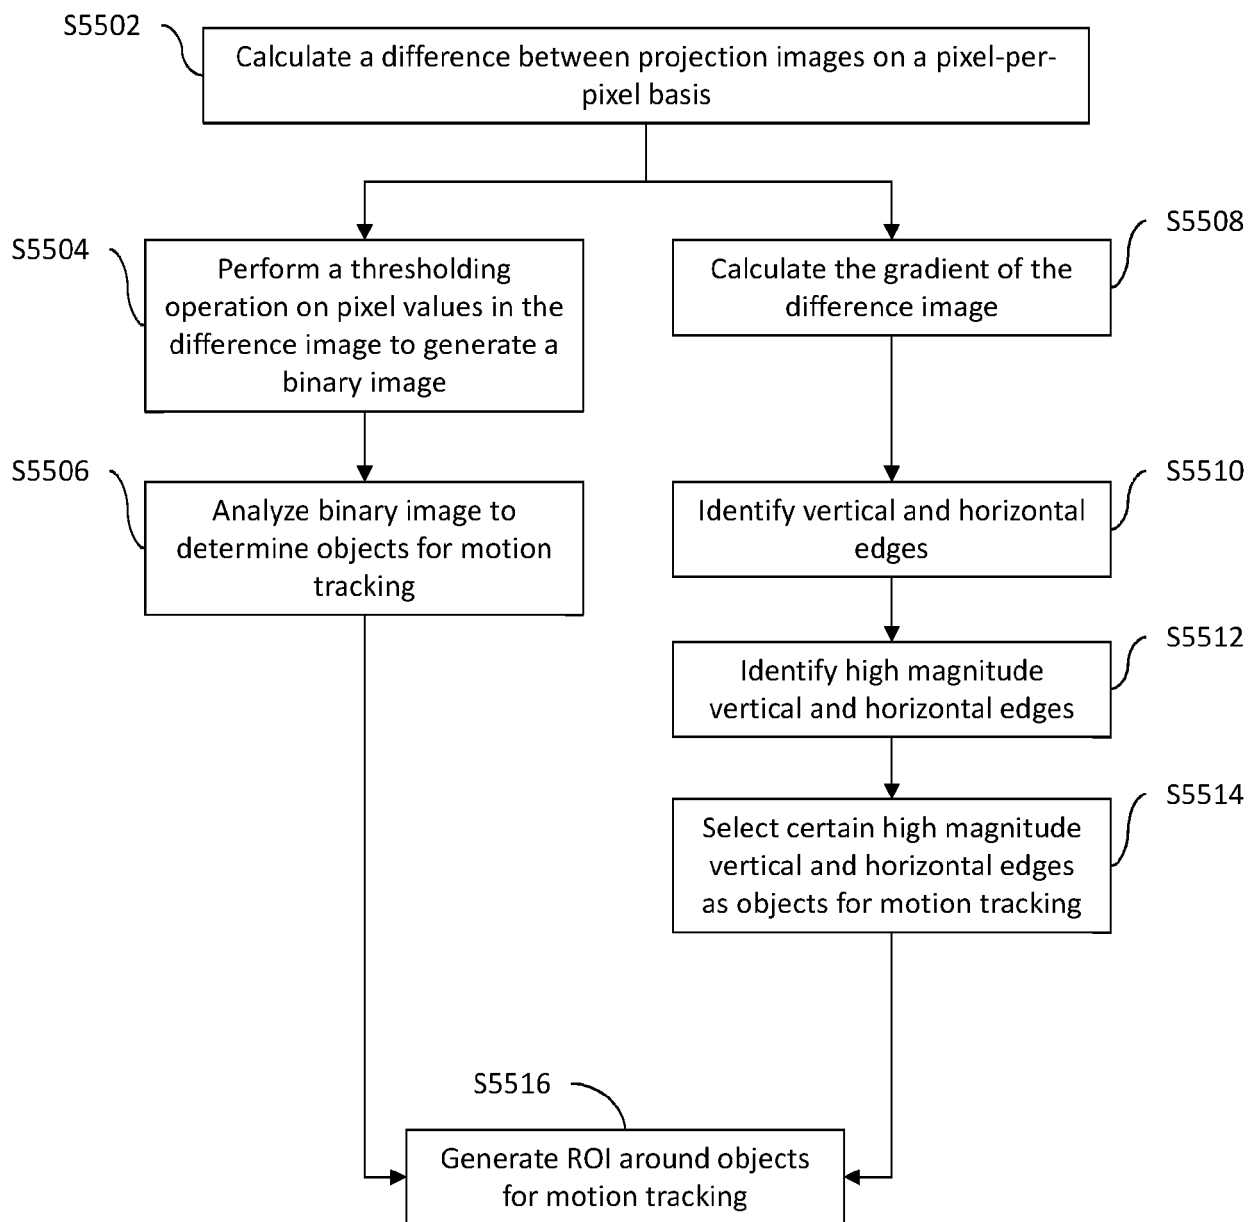 S5502
Calculate a difference between projection images on a pixel-per-
pixel basis
S5504
Perform a thresholding
operation on pixel values in the
difference image to generate a
binary image
S5506
Analyze binary image to
determine objects for motion
tracking
S5508
Calculate the gradient of the
difference image
S5510
Identify vertical and horizontal
edges
S5512
Identify high magnitude
vertical and horizontal edges
S5514
Select certain high magnitude
vertical and horizontal edges
as objects for motion tracking
S5516
Generate ROI around objects
for motion tracking